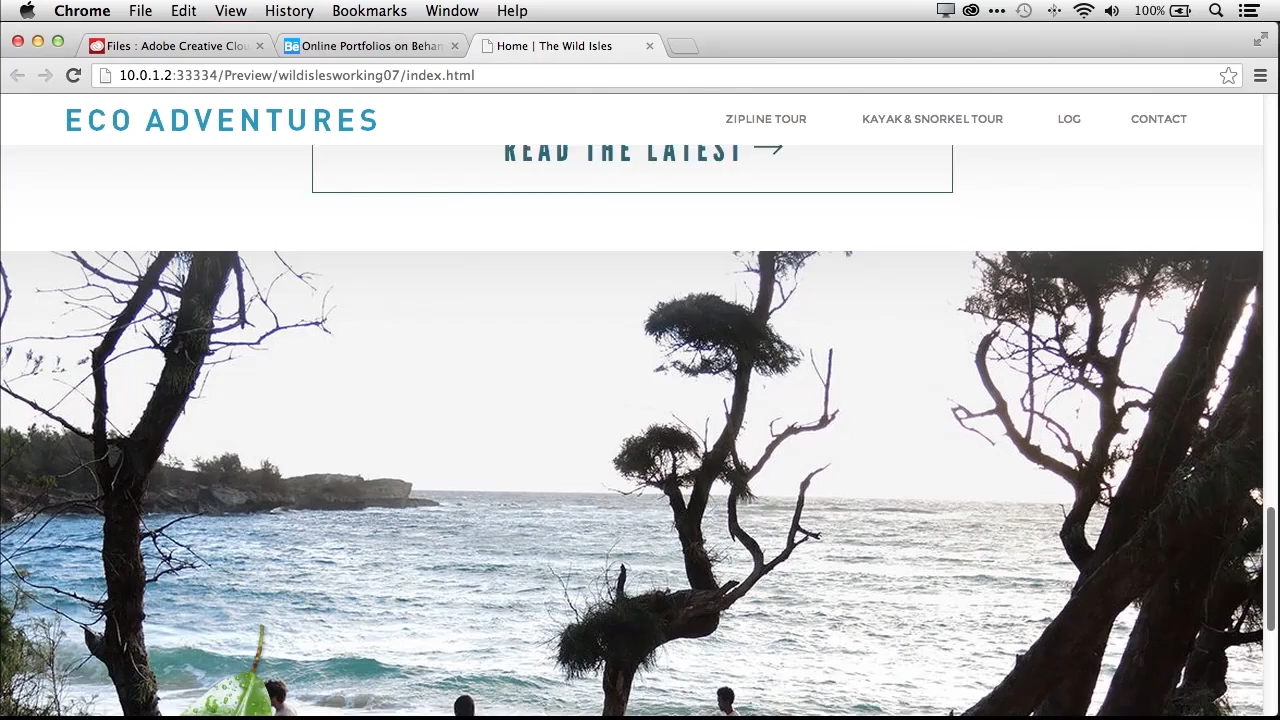 Chrome File Edit View History Bookmarks Window Help 100%
Files : Adobe Creative Clou
Bē Online Portfolios on Behan
Home | The Wild Isles
10.0.1.2:33334/Preview/wildislesworking07/index.html
ECO ADVENTURES
ZIPLINE TOUR KAYAK & SNORKEL TOUR LOG CONTACT
READ THE LATEST →